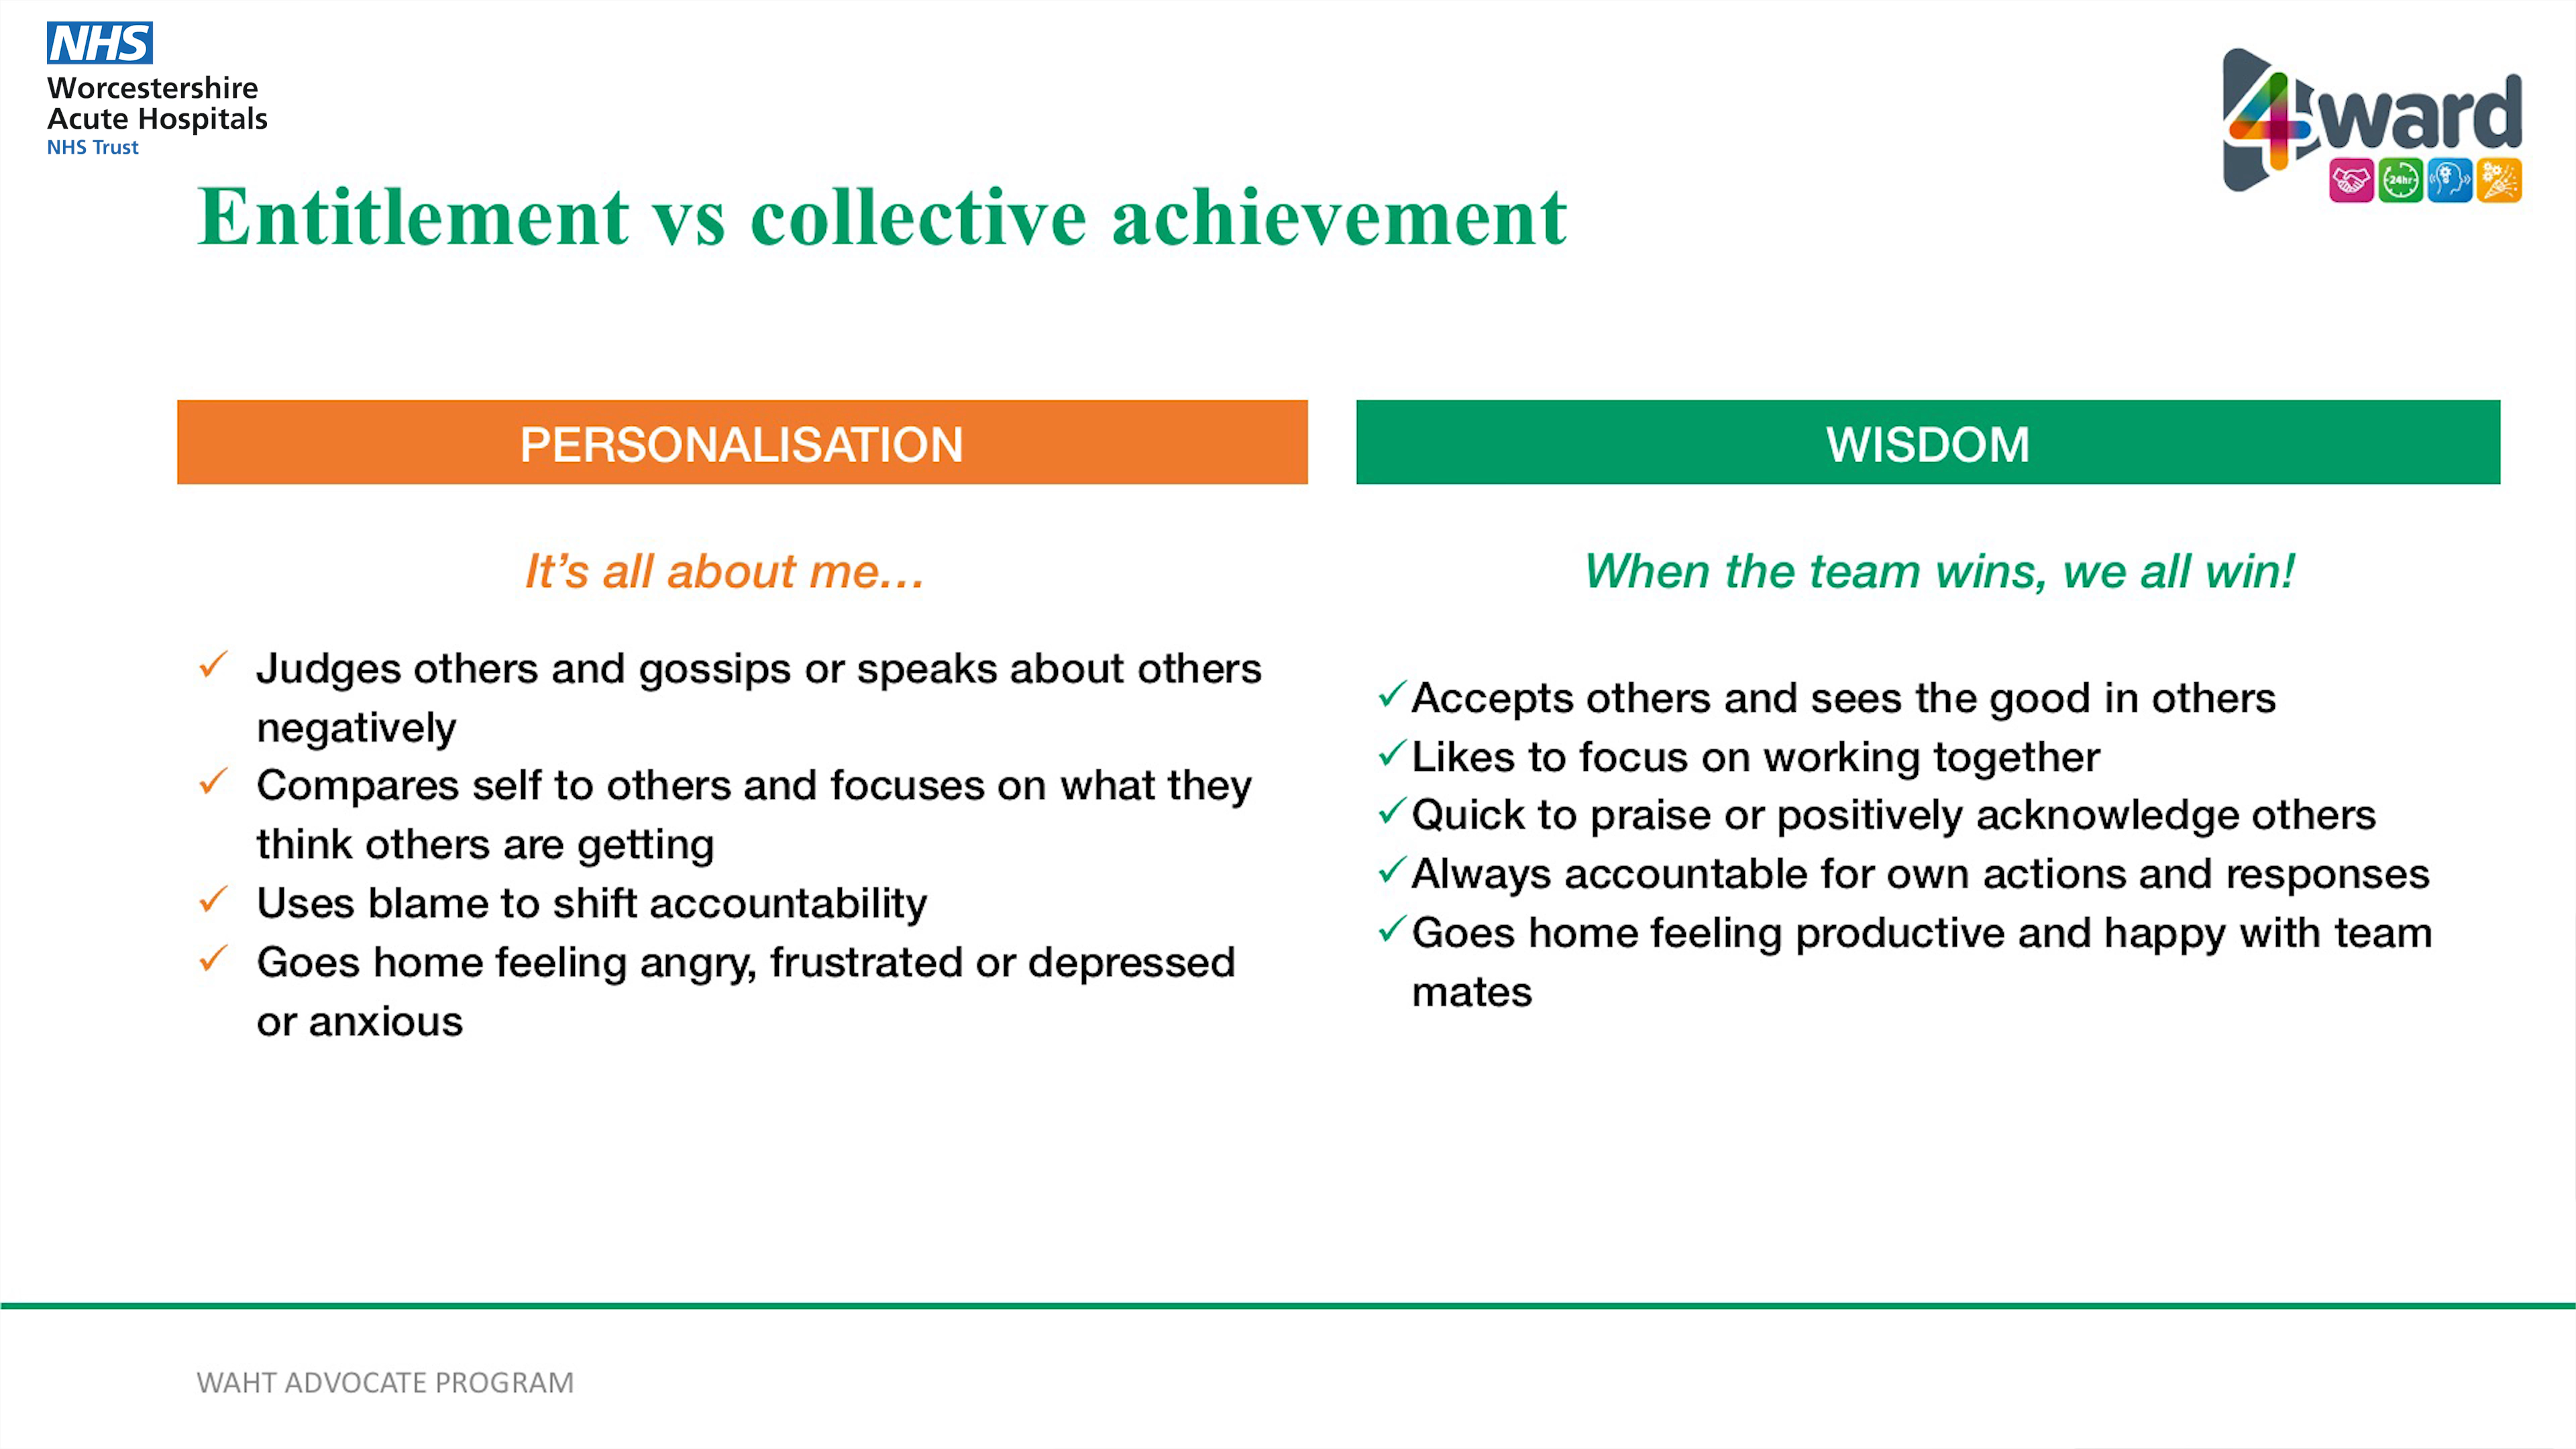 NHS
Worcestershire
Acute Hospitals
NHS Trust
4ward
24hr
Entitlement vs collective achievement
PERSONALISATION
It’s all about me…
Judges others and gossips or speaks about others
negatively
Compares self to others and focuses on what they
think others are getting
Uses blame to shift accountability
Goes home feeling angry, frustrated or depressed
or anxious
WISDOM
When the team wins, we all win!
Accepts others and sees the good in others
Likes to focus on working together
Quick to praise or positively acknowledge others
Always accountable for own actions and responses
Goes home feeling productive and happy with team
mates
WAHT ADVOCATE PROGRAM